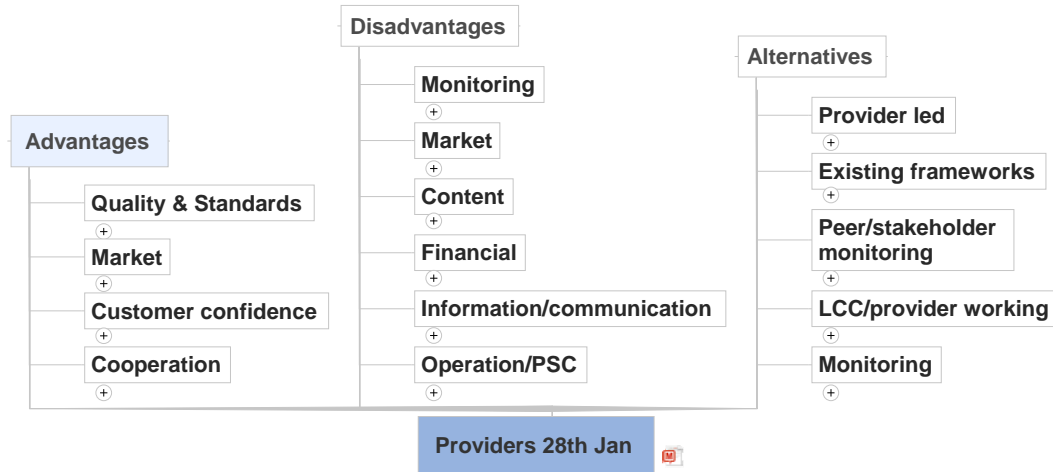 Advantages
Quality & Standards
Market
Customer confidence
Cooperation
Disadvantages
Monitoring
Market
Content
Financial
Information/communication
Operation/PSC
Alternatives
Provider led
Existing frameworks
Peer/stakeholder
monitoring
LCC/provider working
Monitoring
Providers 28th Jan